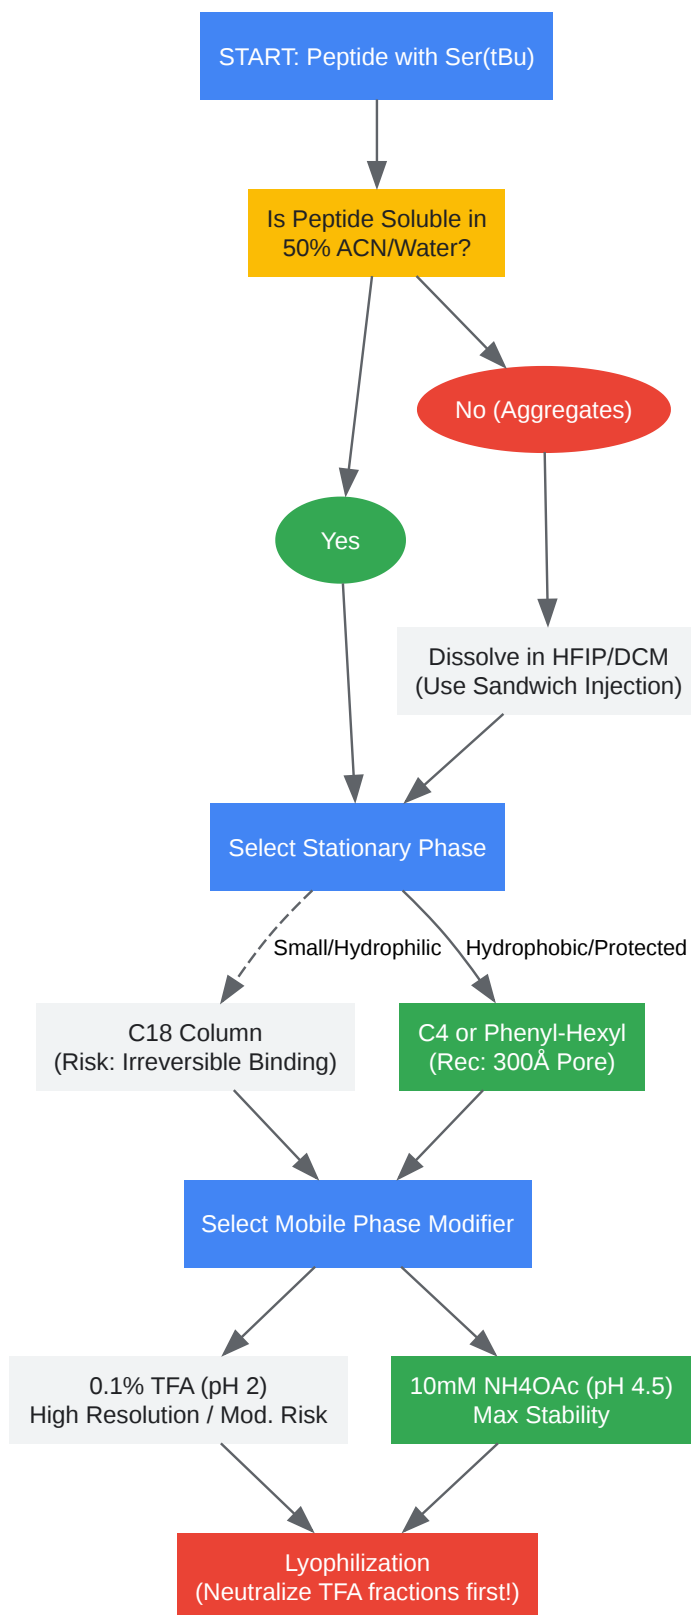 START: Peptide with Ser(tBu)
Is Peptide Soluble in
50% ACN/Water?
No (Aggregates)
Yes
Dissolve in HFIP/DCM
(Use Sandwich Injection)
Select Stationary Phase
Small/Hydrophilic
Hydrophobic/Protected
C18 Column
(Risk: Irreversible Binding)
C4 or Phenyl-Hexyl
(Rec: 300Å Pore)
Select Mobile Phase Modifier
0.1% TFA (pH 2)
High Resolution / Mod. Risk
10mM NH4OAc (pH 4.5)
Max Stability
Lyophilization
(Neutralize TFA fractions first!)